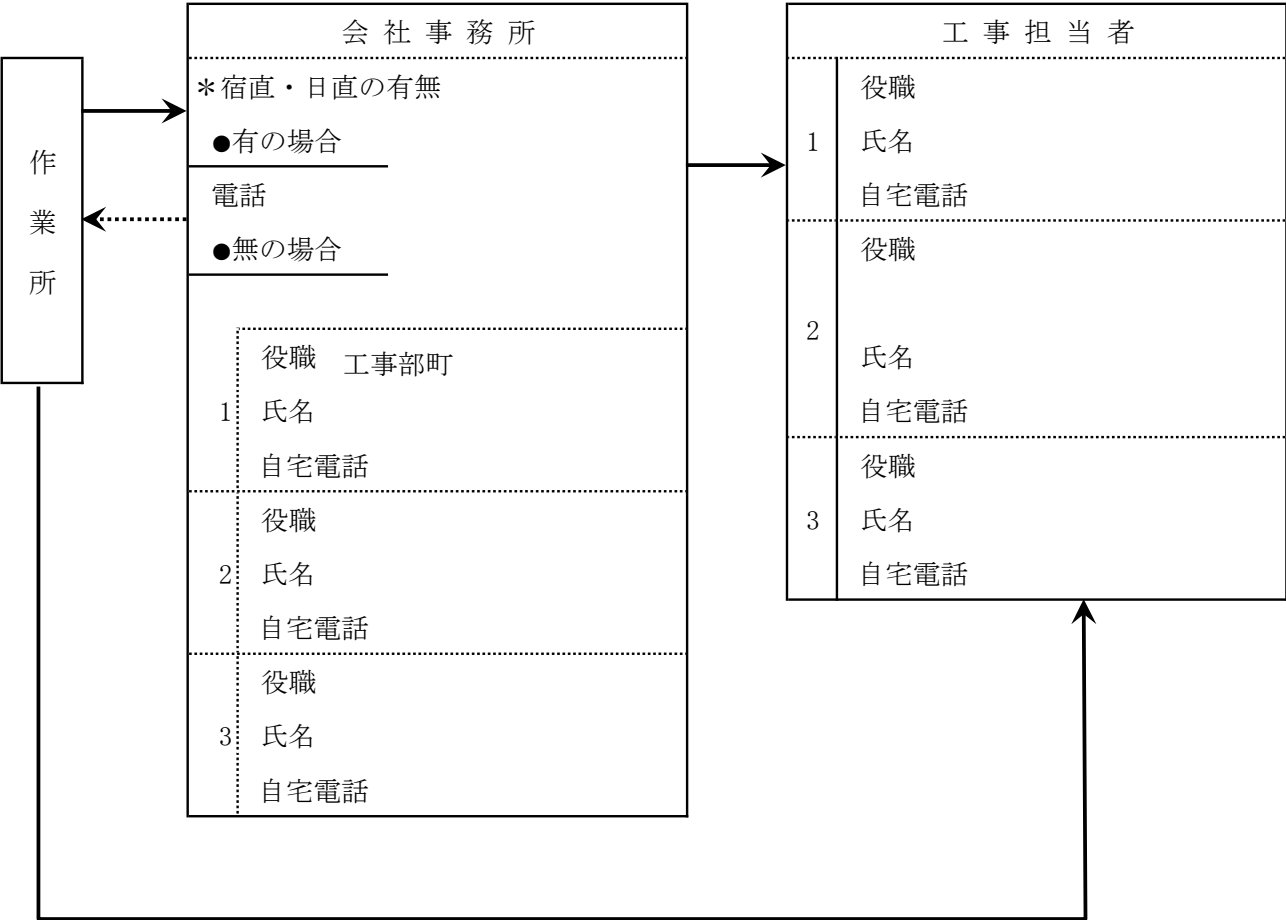 作
業
所
会社事務所
＊宿直・日直の有無
●有の場合
電話
●無の場合
1
役職 工事部町
氏名
自宅電話
2
役職
氏名
自宅電話
3
役職
氏名
自宅電話
工事担当者
1
役職
氏名
自宅電話
2
役職
氏名
自宅電話
3
役職
氏名
自宅電話